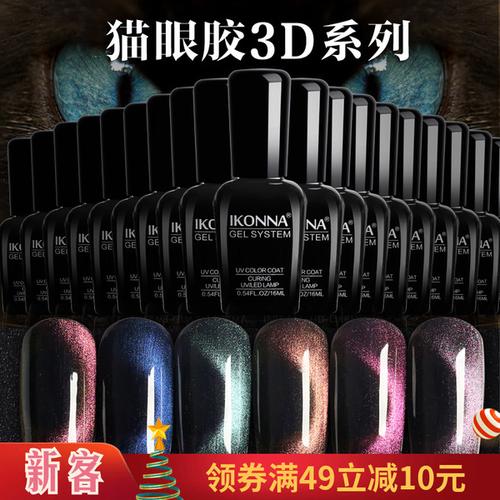 猫眼胶3D系列
IKONNA®
GEL SYSTEM
UV COLOR COAT
CURING
UV/LED LAMP
0.54FL.OZ/16ML
新客
领券满49立减10元